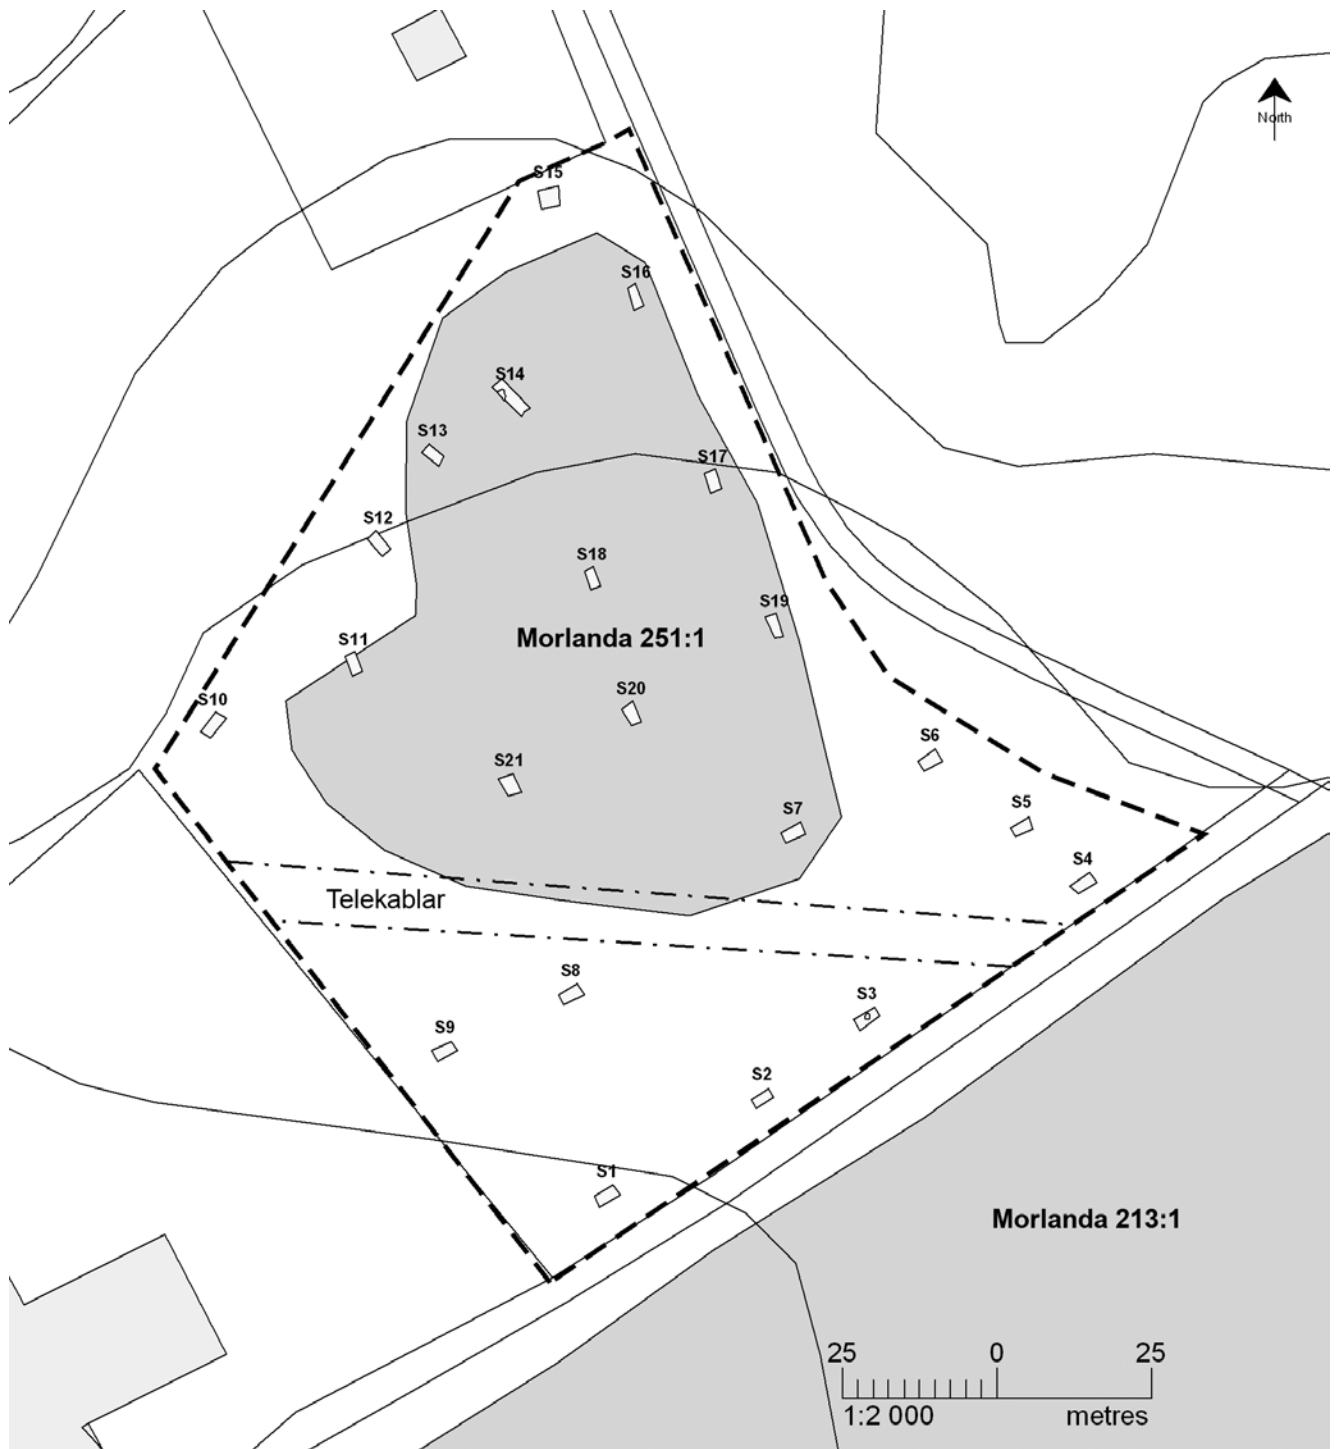 North
S15
S16
S14
S13
S17
S12
S18
S19
Morlanda 251:1
S11
S20
S10
S6
S21
S7
S5
S4
Telekablar
S8
S3
S9
S2
S1
Morlanda 213:1
25 0 25
1:2 000 metres